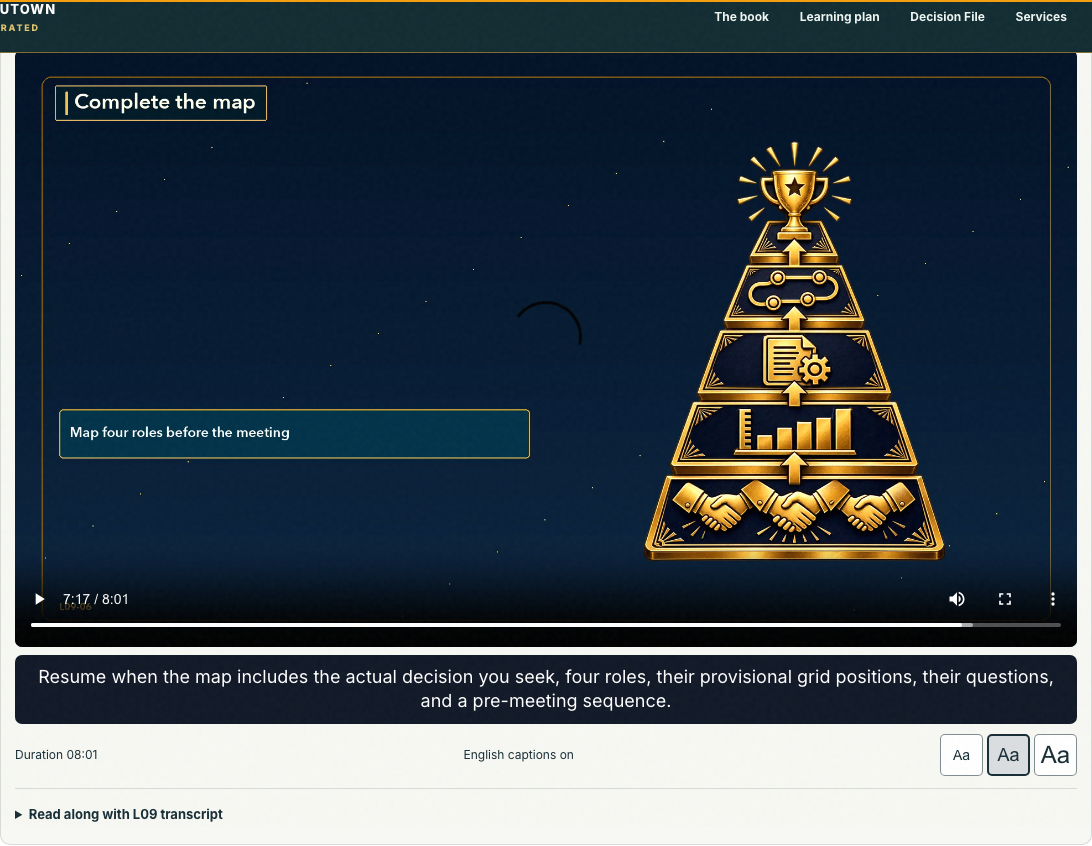 UTOWN
RATED
The book
Learning plan
Decision File
Services
Complete the map
Map four roles before the meeting
L09-06
7:17 / 8:01
Resume when the map includes the actual decision you seek, four roles, their provisional grid positions, their questions,
and a pre-meeting sequence.
Duration 08:01
English captions on
Aa
Aa
Aa
Read along with L09 transcript